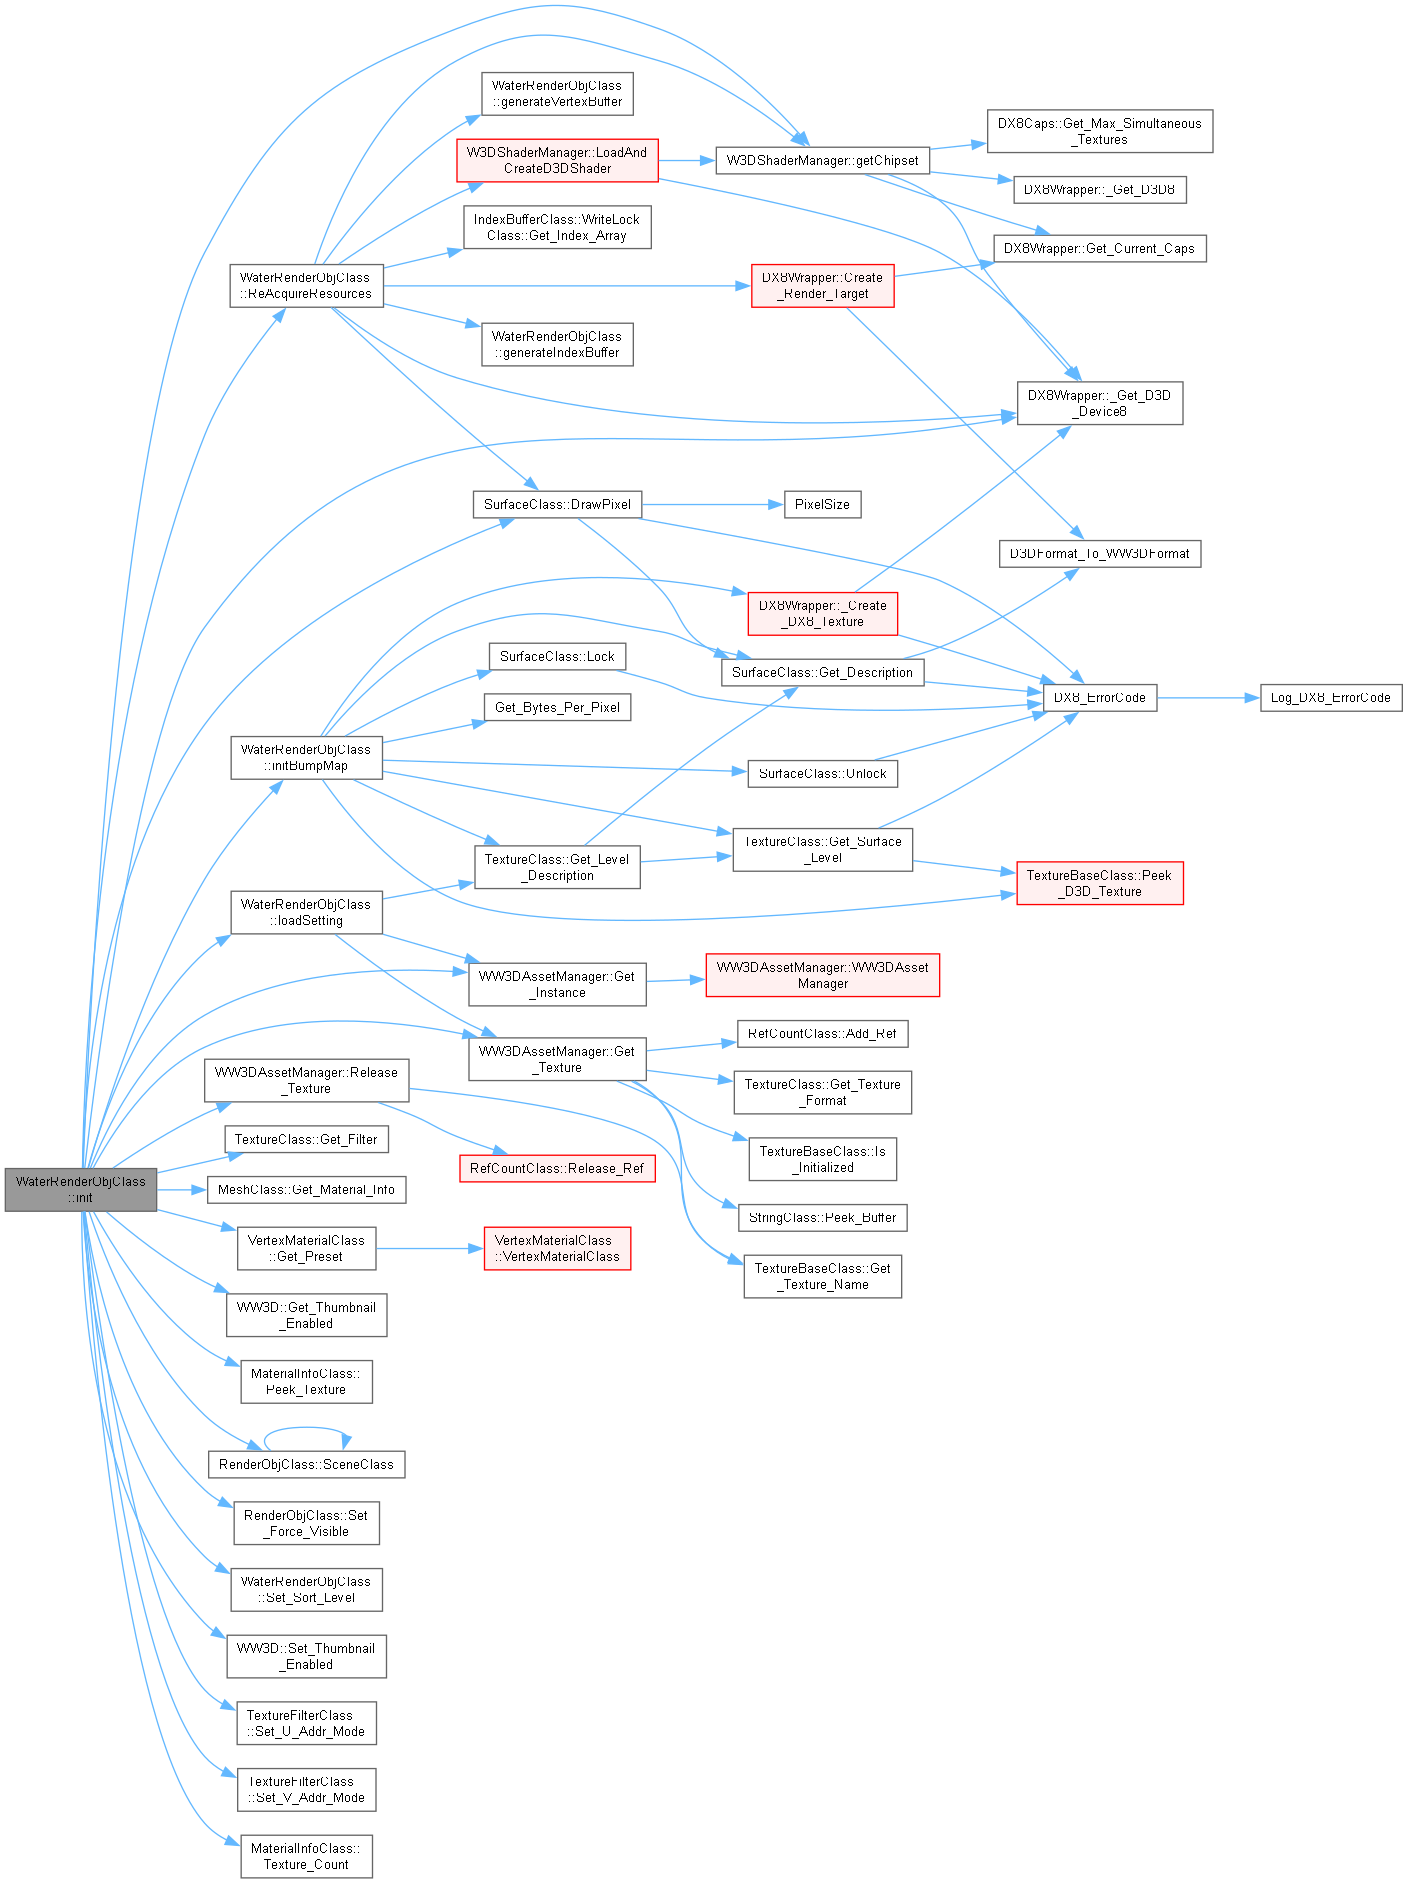 WaterRenderObjClass
::init
WaterRenderObjClass
::ReAcquireResources
WaterRenderObjClass
::generateVertexBuffer
W3DShaderManager::LoadAnd
CreateD3DShader
IndexBufferClass::WriteLock
Class::Get_Index_Array
WaterRenderObjClass
::generateIndexBuffer
W3DShaderManager::getChipset
DX8Caps::Get_Max_Simultaneous
_Textures
DX8Wrapper::_Get_D3D8
DX8Wrapper::Get_Current_Caps
DX8Wrapper::Create
_Render_Target
DX8Wrapper::_Get_D3D
_Device8
SurfaceClass::DrawPixel
PixelSize
D3DFormat_To_WW3DFormat
DX8Wrapper::_Create
_DX8_Texture
SurfaceClass::Lock
SurfaceClass::Get_Description
DX8_ErrorCode
Log_DX8_ErrorCode
Get_Bytes_Per_Pixel
WaterRenderObjClass
::initBumpMap
SurfaceClass::Unlock
TextureClass::Get_Surface
_Level
TextureClass::Get_Level
_Description
TextureBaseClass::Peek
_D3D_Texture
WaterRenderObjClass
::loadSetting
WW3DAssetManager::Get
_Instance
WW3DAssetManager::WW3DAsset
Manager
WW3DAssetManager::Get
_Texture
RefCountClass::Add_Ref
TextureClass::Get_Texture
_Format
TextureBaseClass::Is
_Initialized
StringClass::Peek_Buffer
TextureBaseClass::Get
_Texture_Name
WW3DAssetManager::Release
_Texture
RefCountClass::Release_Ref
TextureClass::Get_Filter
MeshClass::Get_Material_Info
VertexMaterialClass
::Get_Preset
VertexMaterialClass
::VertexMaterialClass
WW3D::Get_Thumbnail
_Enabled
MaterialInfoClass::
Peek_Texture
RenderObjClass::SceneClass
RenderObjClass::Set
_Force_Visible
WaterRenderObjClass
::Set_Sort_Level
WW3D::Set_Thumbnail
_Enabled
TextureFilterClass
::Set_U_Addr_Mode
TextureFilterClass
::Set_V_Addr_Mode
MaterialInfoClass::
Texture_Count